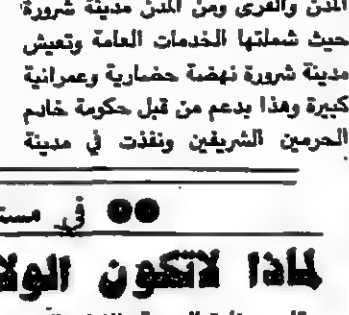 المدن والقرى ومن المدن مدينة شرورة
حيث شملتها الخدمات العامة وتعيش
مدينة شرورة نهضة حضارية وعمرانية
كبيرة وهذا بدعم من قبل حكومة خادم
الحرمين الشريفين ونفذت في مدينة
في
لماذا لاتكون